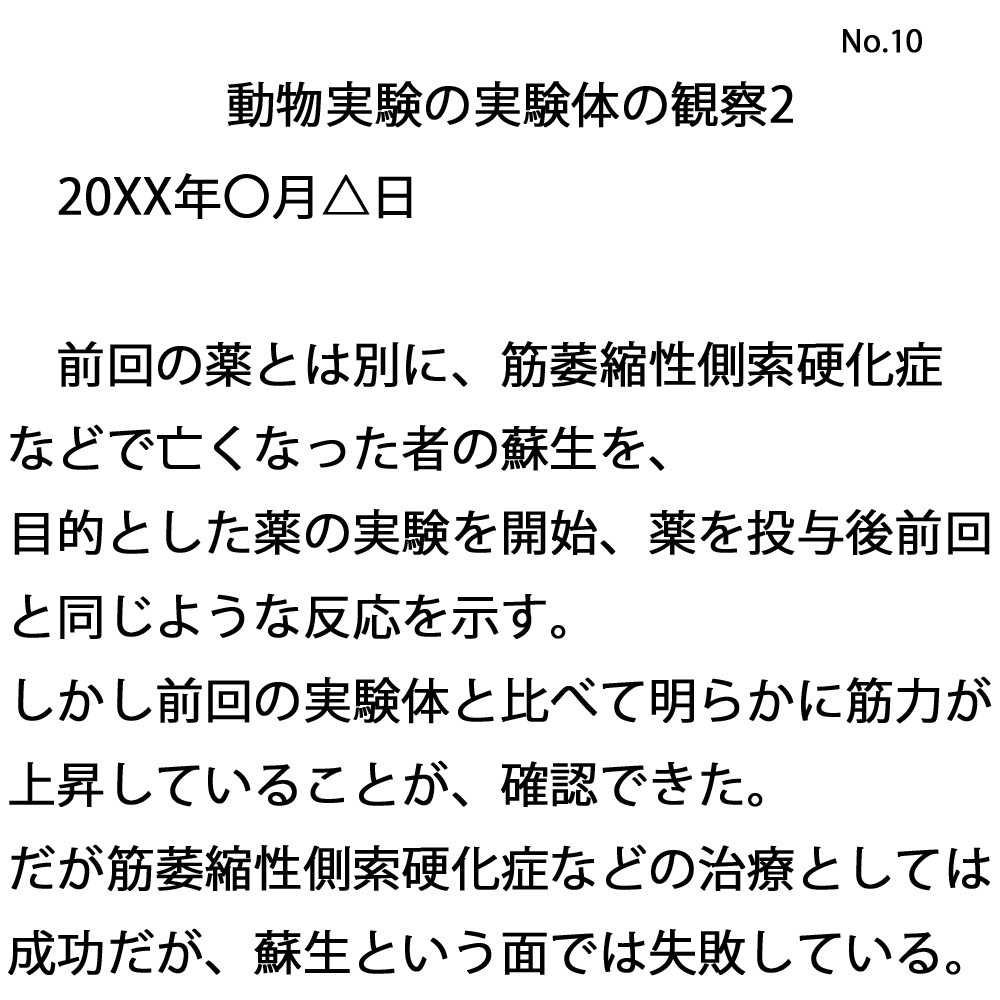 No.10
動物実験の実験体の観察2
20XX年〇月△日
前回の薬とは別に、筋萎縮性側索硬化症
などで亡くなった者の蘇生を、
目的とした薬の実験を開始、薬を投与後前回
と同じような反応を示す。
しかし前回の実験体と比べて明らかに筋力が
上昇していることが、確認できた。
だが筋萎縮性側索硬化症などの治療としては
成功だが、蘇生という面では失敗している。